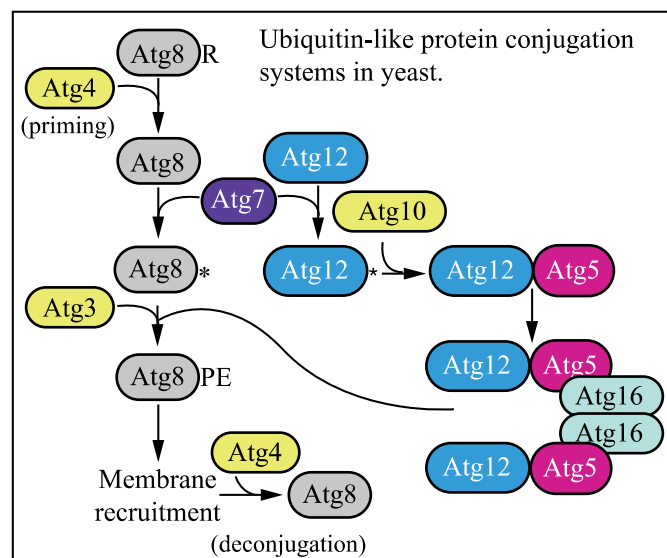 Atg8 R
Ubiquitin-like protein conjugation
systems in yeast.
Atg4
(priming)
Atg8
Atg12
Atg7
Atg10
Atg8 *
Atg12 *
Atg12 Atg5
Atg3
Atg8 PE
Atg12 Atg5
Atg16
Atg16
Atg12 Atg5
Atg4
Membrane
recruitment
Atg8
(deconjugation)